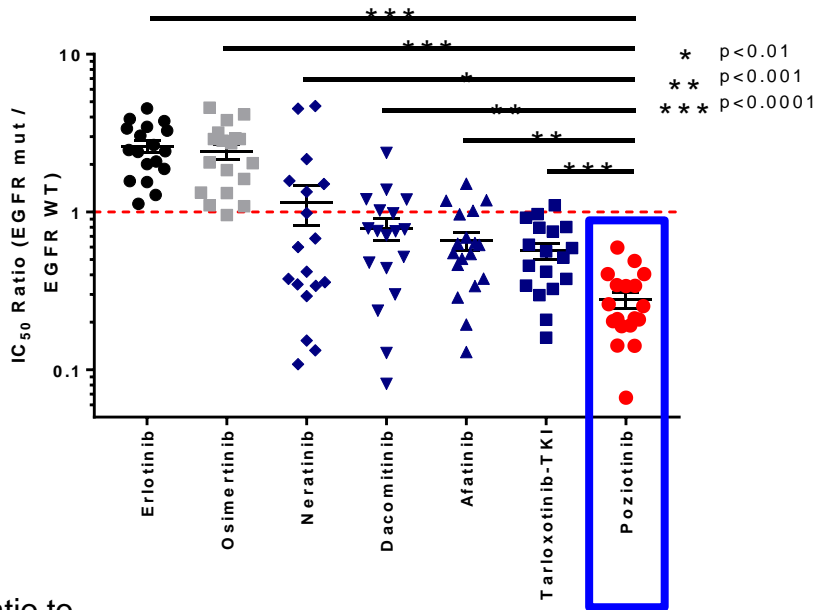 ***
***
* p<0.01
* ** p<0.001
** *** p<0.0001
**
***
10
1
0.1
IC50 Ratio (EGFR mut /
EGFR WT)
Erlotinib
Osimertinib
Neratinib
Dacomitinib
Afatinib
Tarloxotinib-TKI
Poziotinib
to